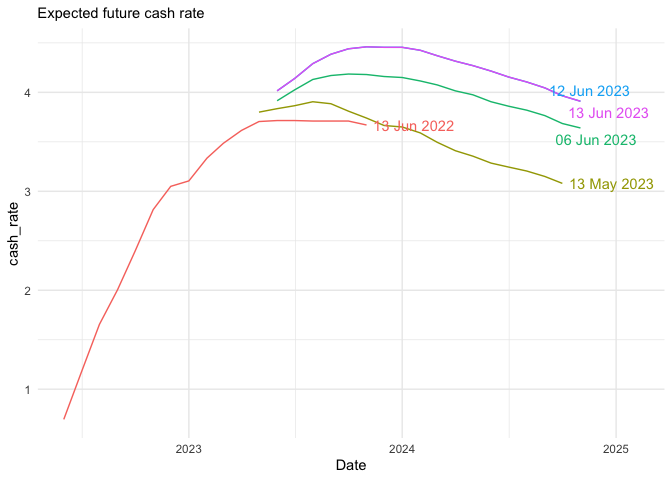 Expected future cash rate
4
3
2
1
cash_rate
12 Jun 2023
13 Jun 2023
13 Jun 2022
06 Jun 2023
13 May 2023
2023
2024
2025
Date